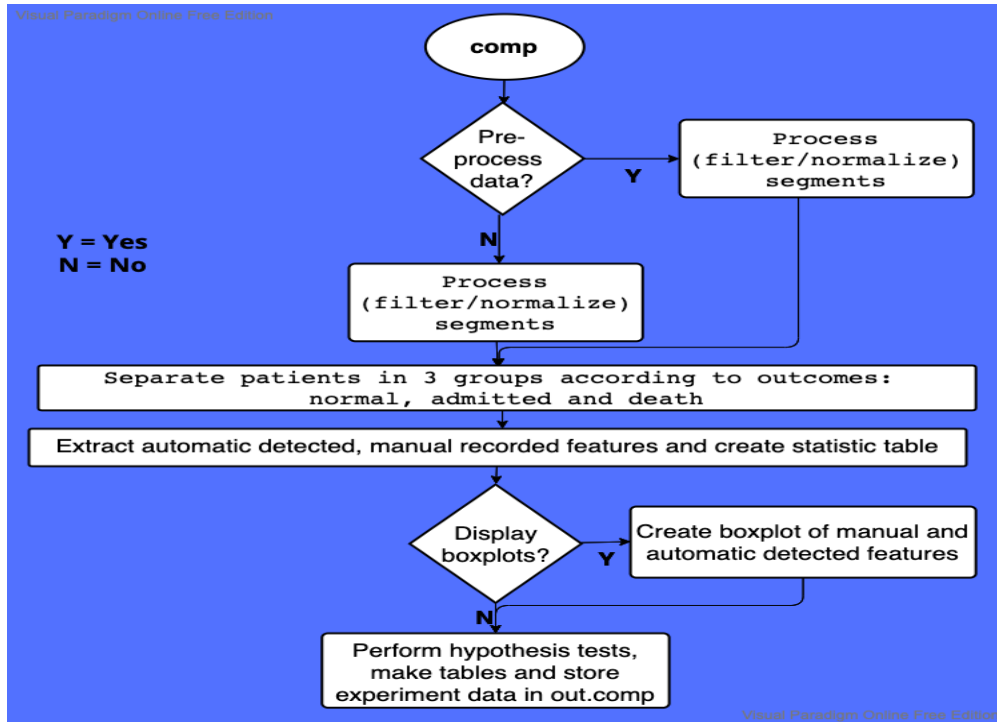 Visual Paradigm Online Free Edition
comp
Pre-
process
data?
Y
Process
(filter/normalize)
segments
N
Y = Yes
N = No
Process
(filter/normalize)
segments
Separate patients in 3 groups according to outcomes:
normal, admitted and death
Extract automatic detected, manual recorded features and create statistic table
Display
boxplots?
Y
Create boxplot of manual and
automatic detected features
N
Perform hypothesis tests,
make tables and store
experiment data in out.comp
Visual Paradigm Online Free Edition